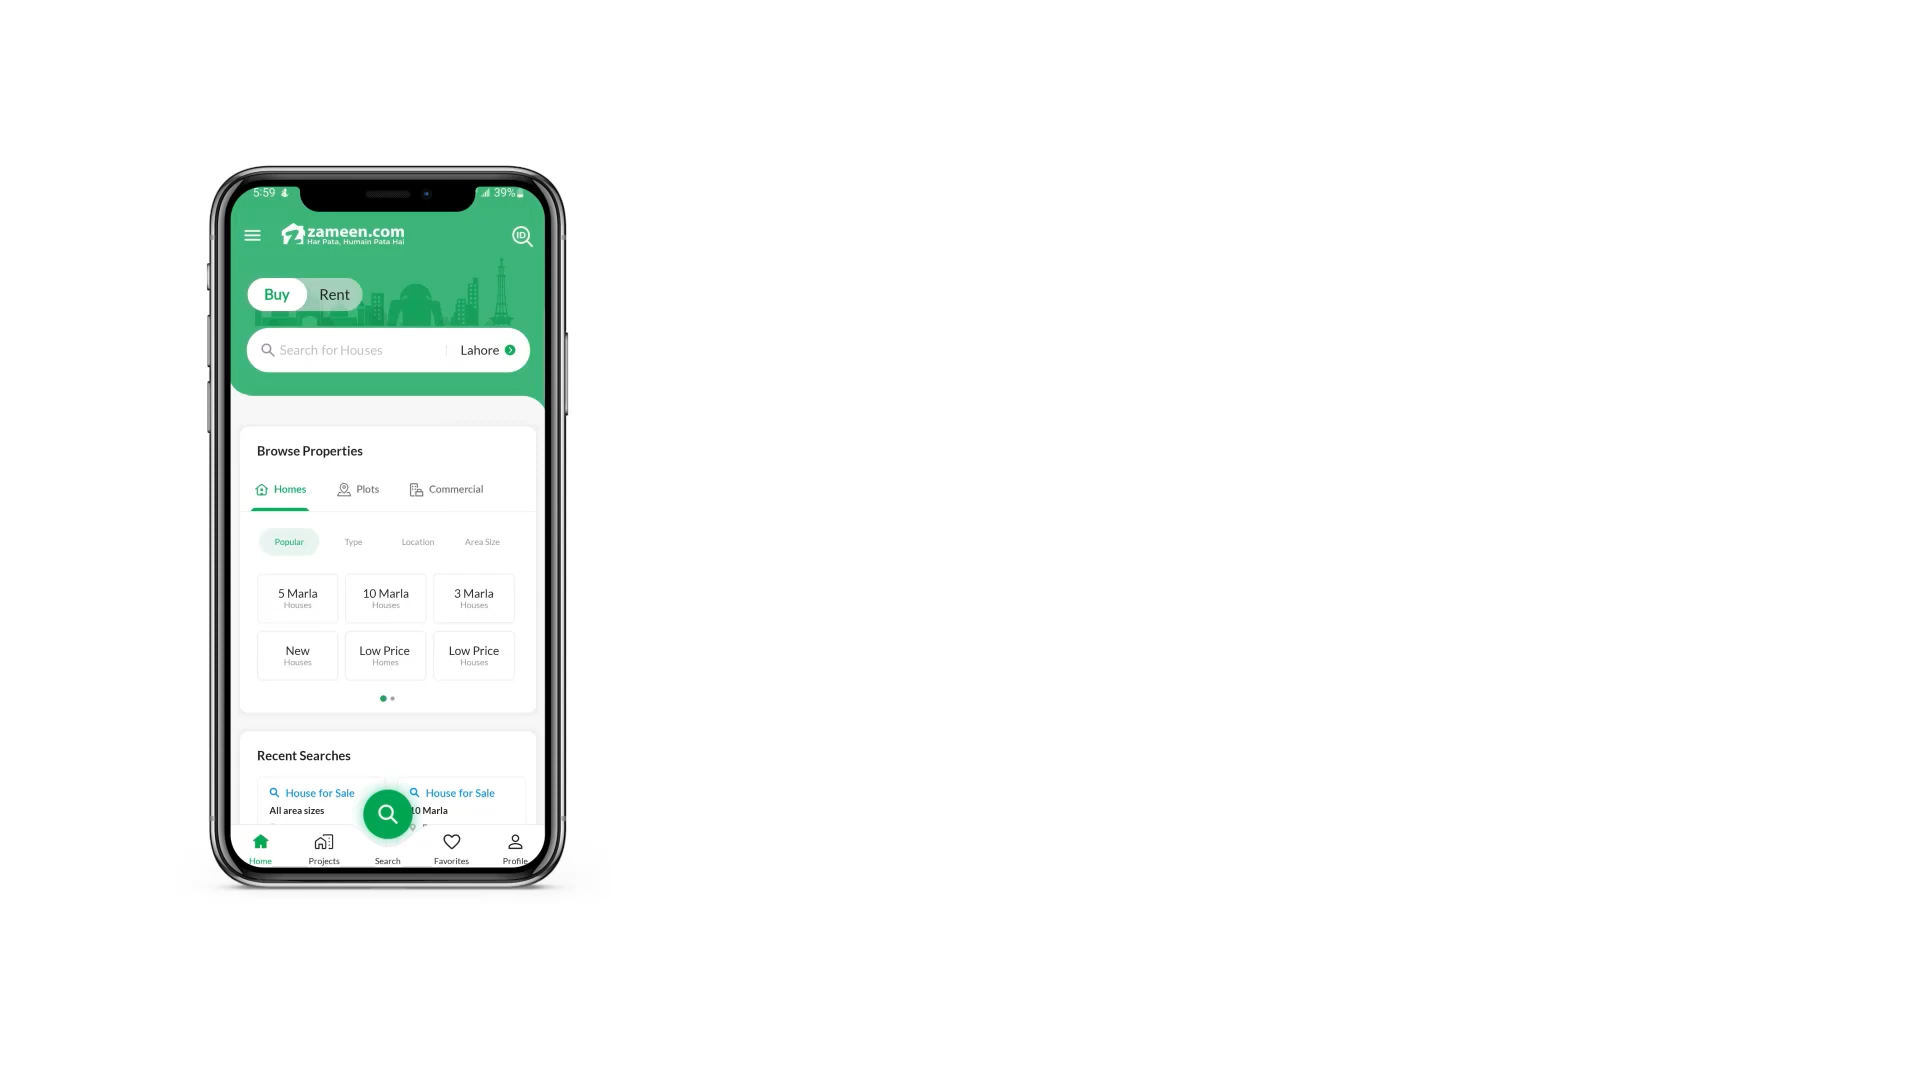 5:59
39%
zameen.com
Har Pata, Humain Pata Hai
ID
Buy Rent
Search for Houses Lahore
Browse Properties
Homes Plots Commercial
Popular Type Location Area Size
5 Marla 10 Marla 3 Marla
Houses Houses Houses
New Low Price Low Price
Houses Homes Houses
Recent Searches
House for Sale House for Sale
All area sizes 10 Marla
Home Projects Search Favorites Profile